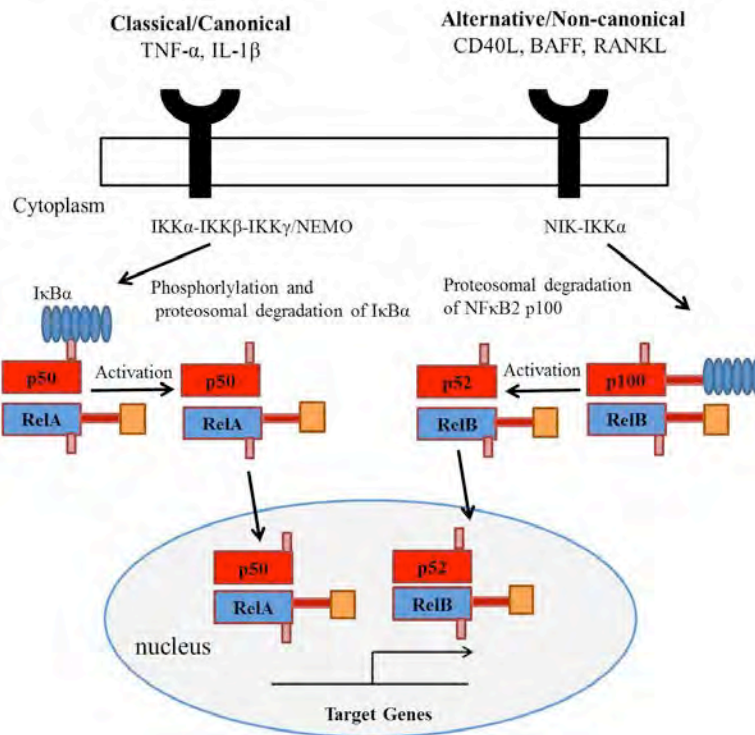 Classical/Canonical
TNF-α, IL-1β
Alternative/Non-canonical
CD40L, BAFF, RANKL
Cytoplasm
IKKα-IKKβ-IKKγ/NEMO
NIK-IKKα
IκBα
Phosphorlylation and
proteosomal degradation of IκBα
Proteosomal degradation
of NFκB2 p100
p50
RelA
Activation
p50
RelA
p52
RelB
Activation
p100
RelB
p50
RelA
p52
RelB
nucleus
Target Genes